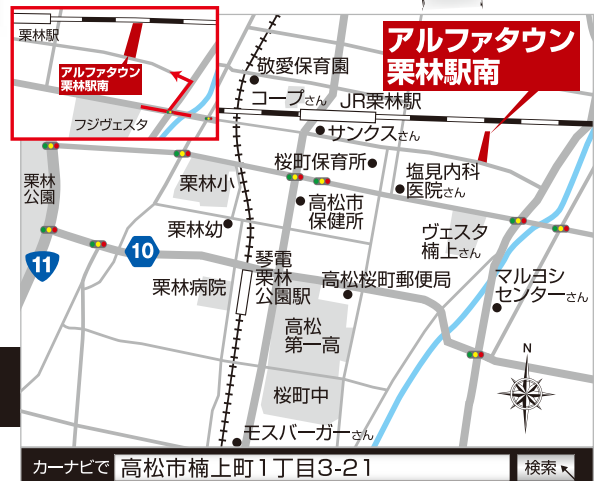 栗林駅
アルファタウン
栗林駅南
フジヴェスタ
アルファタウン
栗林駅南
敬愛保育園
コープさん
JR栗林駅
サンクスさん
桜町保育所
塩見内科
医院さん
栗林
公園
栗林小
高松市
保健所
栗林幼
ヴェスタ
楠上さん
10
11
琴電
栗林
公園駅
栗林病院
高松桜町郵便局
マルヨシ
センターさん
高松
第一高
N
桜町中
モスバーガーさん
カーナビで 高松市楠上町1丁目3-21 検索